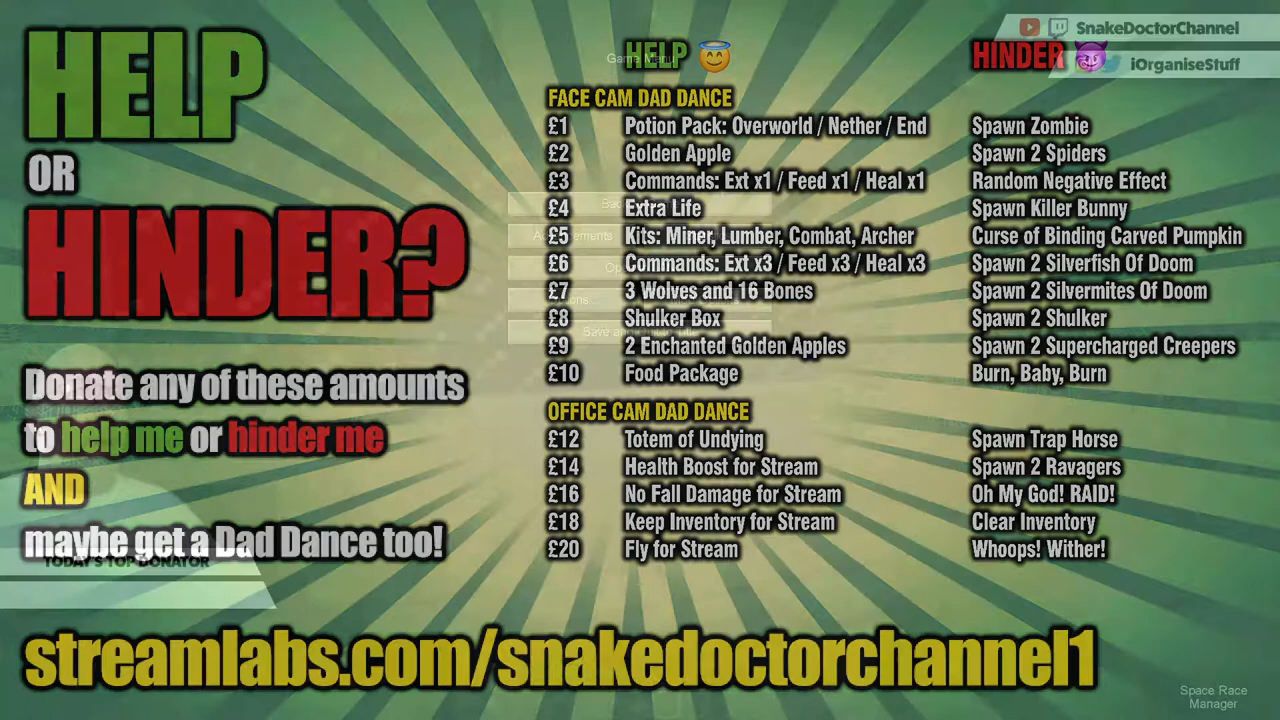 HELP
OR
HINDER?
Donate any of these amounts
to help me or hinder me
AND
maybe get a Dad Dance too!
TODAY'S TOP DONATOR
SnakeDoctorChannel
iOrganiseStuff
HELP HINDER
Game Menu
FACE CAM DAD DANCE
£1 Potion Pack: Overworld / Nether / End Spawn Zombie
£2 Golden Apple Spawn 2 Spiders
£3 Commands: Ext x1 / Feed x1 / Heal x1 Random Negative Effect
£4 Extra Life Spawn Killer Bunny
£5 Kits: Miner, Lumber, Combat, Archer Curse of Binding Carved Pumpkin
£6 Commands: Ext x3 / Feed x3 / Heal x3 Spawn 2 Silverfish Of Doom
£7 3 Wolves and 16 Bones Spawn 2 Silvermites Of Doom
£8 Shulker Box Spawn 2 Shulker
£9 2 Enchanted Golden Apples Spawn 2 Supercharged Creepers
£10 Food Package Burn, Baby, Burn
OFFICE CAM DAD DANCE
£12 Totem of Undying Spawn Trap Horse
£14 Health Boost for Stream Spawn 2 Ravagers
£16 No Fall Damage for Stream Oh My God! RAID!
£18 Keep Inventory for Stream Clear Inventory
£20 Fly for Stream Whoops! Wither!
streamlabs.com/snakedoctorchannel1
Space Race
Manager